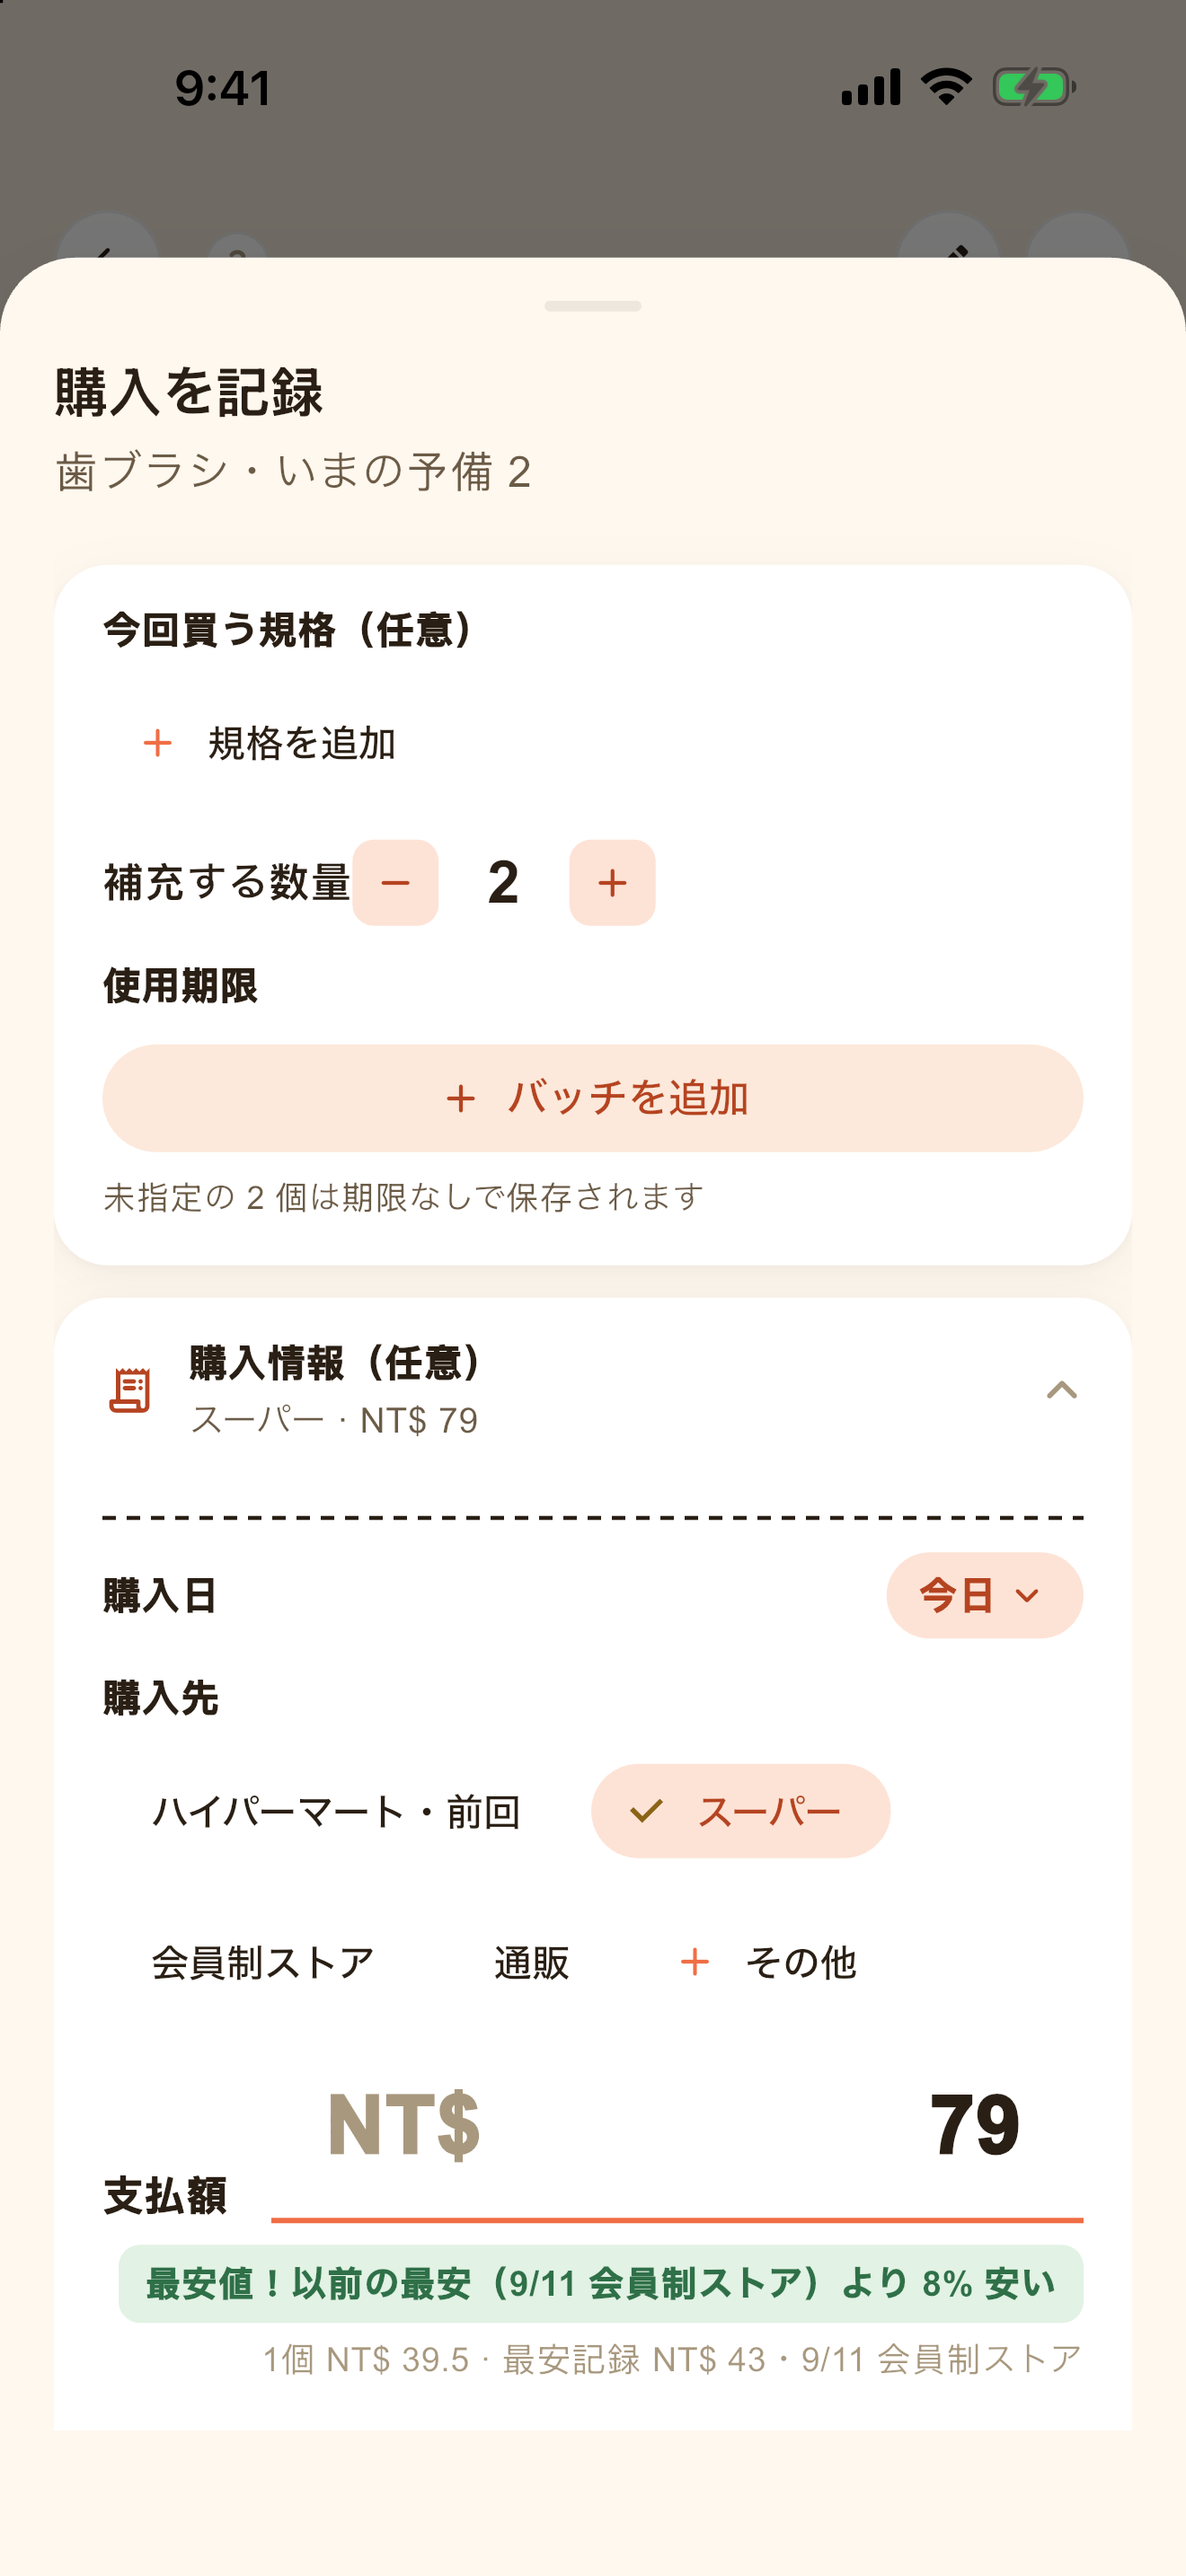 9:41
購入を記録
歯ブラシ・いまの予備 2
今回買う規格（任意）
+ 規格を追加
補充する数量 − 2 +
使用期限
+ バッチを追加
未指定の 2 個は期限なしで保存されます
購入情報（任意）
スーパー · NT$ 79
購入日 今日
購入先
ハイパーマート・前回 スーパー
会員制ストア 通販 + その他
NT$ 79
支払額
最安値！以前の最安（9/11 会員制ストア）より 8% 安い
1個 NT$ 39.5 · 最安記録 NT$ 43・9/11 会員制ストア